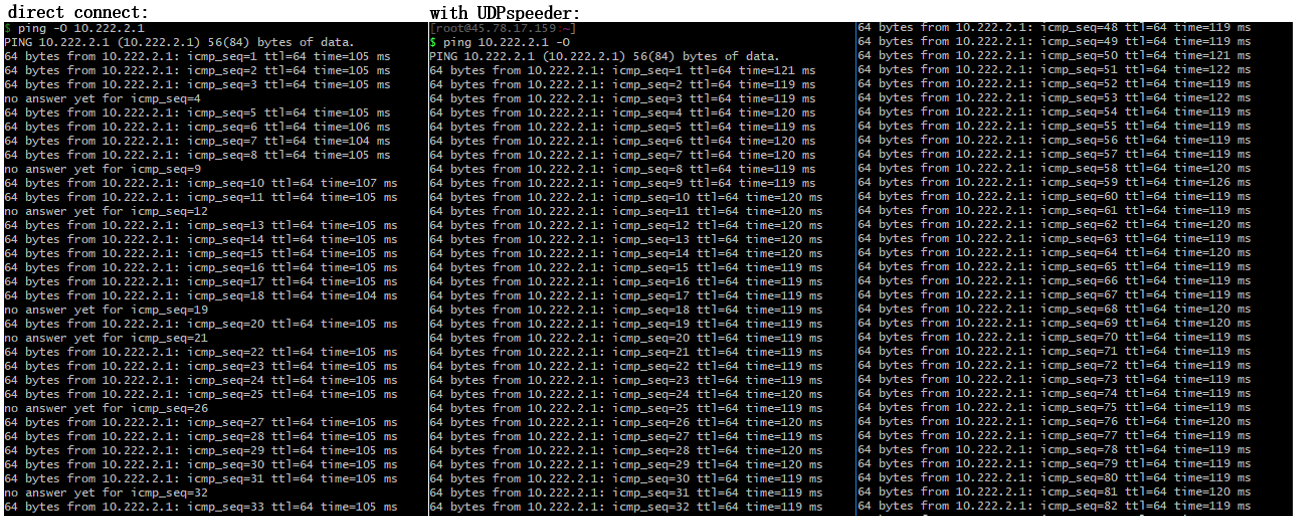 direct connect:
$ ping -O 10.222.2.1
PING 10.222.2.1 (10.222.2.1) 56(84) bytes of data.
64 bytes from 10.222.2.1: icmp_seq=1 ttl=64 time=105 ms
64 bytes from 10.222.2.1: icmp_seq=2 ttl=64 time=105 ms
64 bytes from 10.222.2.1: icmp_seq=3 ttl=64 time=105 ms
no answer yet for icmp_seq=4
64 bytes from 10.222.2.1: icmp_seq=5 ttl=64 time=105 ms
64 bytes from 10.222.2.1: icmp_seq=6 ttl=64 time=106 ms
64 bytes from 10.222.2.1: icmp_seq=7 ttl=64 time=104 ms
64 bytes from 10.222.2.1: icmp_seq=8 ttl=64 time=105 ms
no answer yet for icmp_seq=9
64 bytes from 10.222.2.1: icmp_seq=10 ttl=64 time=107 ms
64 bytes from 10.222.2.1: icmp_seq=11 ttl=64 time=105 ms
no answer yet for icmp_seq=12
64 bytes from 10.222.2.1: icmp_seq=13 ttl=64 time=105 ms
64 bytes from 10.222.2.1: icmp_seq=14 ttl=64 time=105 ms
64 bytes from 10.222.2.1: icmp_seq=15 ttl=64 time=105 ms
64 bytes from 10.222.2.1: icmp_seq=16 ttl=64 time=105 ms
64 bytes from 10.222.2.1: icmp_seq=17 ttl=64 time=105 ms
64 bytes from 10.222.2.1: icmp_seq=18 ttl=64 time=104 ms
no answer yet for icmp_seq=19
64 bytes from 10.222.2.1: icmp_seq=20 ttl=64 time=105 ms
no answer yet for icmp_seq=21
64 bytes from 10.222.2.1: icmp_seq=22 ttl=64 time=105 ms
64 bytes from 10.222.2.1: icmp_seq=23 ttl=64 time=105 ms
64 bytes from 10.222.2.1: icmp_seq=24 ttl=64 time=105 ms
64 bytes from 10.222.2.1: icmp_seq=25 ttl=64 time=105 ms
no answer yet for icmp_seq=26
64 bytes from 10.222.2.1: icmp_seq=27 ttl=64 time=105 ms
64 bytes from 10.222.2.1: icmp_seq=28 ttl=64 time=105 ms
64 bytes from 10.222.2.1: icmp_seq=29 ttl=64 time=105 ms
64 bytes from 10.222.2.1: icmp_seq=30 ttl=64 time=105 ms
64 bytes from 10.222.2.1: icmp_seq=31 ttl=64 time=105 ms
no answer yet for icmp_seq=32
64 bytes from 10.222.2.1: icmp_seq=33 ttl=64 time=105 ms
with UDPspeeder:
[root@45.78.17.159:~]
$ ping 10.222.2.1 -O
PING 10.222.2.1 (10.222.2.1) 56(84) bytes of data.
64 bytes from 10.222.2.1: icmp_seq=1 ttl=64 time=121 ms
64 bytes from 10.222.2.1: icmp_seq=2 ttl=64 time=119 ms
64 bytes from 10.222.2.1: icmp_seq=3 ttl=64 time=119 ms
64 bytes from 10.222.2.1: icmp_seq=4 ttl=64 time=120 ms
64 bytes from 10.222.2.1: icmp_seq=5 ttl=64 time=119 ms
64 bytes from 10.222.2.1: icmp_seq=6 ttl=64 time=120 ms
64 bytes from 10.222.2.1: icmp_seq=7 ttl=64 time=120 ms
64 bytes from 10.222.2.1: icmp_seq=8 ttl=64 time=119 ms
64 bytes from 10.222.2.1: icmp_seq=9 ttl=64 time=119 ms
64 bytes from 10.222.2.1: icmp_seq=10 ttl=64 time=120 ms
64 bytes from 10.222.2.1: icmp_seq=11 ttl=64 time=120 ms
64 bytes from 10.222.2.1: icmp_seq=12 ttl=64 time=120 ms
64 bytes from 10.222.2.1: icmp_seq=13 ttl=64 time=120 ms
64 bytes from 10.222.2.1: icmp_seq=14 ttl=64 time=120 ms
64 bytes from 10.222.2.1: icmp_seq=15 ttl=64 time=119 ms
64 bytes from 10.222.2.1: icmp_seq=16 ttl=64 time=119 ms
64 bytes from 10.222.2.1: icmp_seq=17 ttl=64 time=119 ms
64 bytes from 10.222.2.1: icmp_seq=18 ttl=64 time=119 ms
64 bytes from 10.222.2.1: icmp_seq=19 ttl=64 time=119 ms
64 bytes from 10.222.2.1: icmp_seq=20 ttl=64 time=119 ms
64 bytes from 10.222.2.1: icmp_seq=21 ttl=64 time=119 ms
64 bytes from 10.222.2.1: icmp_seq=22 ttl=64 time=119 ms
64 bytes from 10.222.2.1: icmp_seq=23 ttl=64 time=119 ms
64 bytes from 10.222.2.1: icmp_seq=24 ttl=64 time=120 ms
64 bytes from 10.222.2.1: icmp_seq=25 ttl=64 time=119 ms
64 bytes from 10.222.2.1: icmp_seq=26 ttl=64 time=120 ms
64 bytes from 10.222.2.1: icmp_seq=27 ttl=64 time=119 ms
64 bytes from 10.222.2.1: icmp_seq=28 ttl=64 time=120 ms
64 bytes from 10.222.2.1: icmp_seq=29 ttl=64 time=120 ms
64 bytes from 10.222.2.1: icmp_seq=30 ttl=64 time=119 ms
64 bytes from 10.222.2.1: icmp_seq=31 ttl=64 time=119 ms
64 bytes from 10.222.2.1: icmp_seq=32 ttl=64 time=119 ms
64 bytes from 10.222.2.1: icmp_seq=48 ttl=64 time=119 ms
64 bytes from 10.222.2.1: icmp_seq=49 ttl=64 time=119 ms
64 bytes from 10.222.2.1: icmp_seq=50 ttl=64 time=121 ms
64 bytes from 10.222.2.1: icmp_seq=51 ttl=64 time=122 ms
64 bytes from 10.222.2.1: icmp_seq=52 ttl=64 time=119 ms
64 bytes from 10.222.2.1: icmp_seq=53 ttl=64 time=122 ms
64 bytes from 10.222.2.1: icmp_seq=54 ttl=64 time=119 ms
64 bytes from 10.222.2.1: icmp_seq=55 ttl=64 time=119 ms
64 bytes from 10.222.2.1: icmp_seq=56 ttl=64 time=119 ms
64 bytes from 10.222.2.1: icmp_seq=57 ttl=64 time=119 ms
64 bytes from 10.222.2.1: icmp_seq=58 ttl=64 time=120 ms
64 bytes from 10.222.2.1: icmp_seq=59 ttl=64 time=126 ms
64 bytes from 10.222.2.1: icmp_seq=60 ttl=64 time=119 ms
64 bytes from 10.222.2.1: icmp_seq=61 ttl=64 time=119 ms
64 bytes from 10.222.2.1: icmp_seq=62 ttl=64 time=120 ms
64 bytes from 10.222.2.1: icmp_seq=63 ttl=64 time=119 ms
64 bytes from 10.222.2.1: icmp_seq=64 ttl=64 time=120 ms
64 bytes from 10.222.2.1: icmp_seq=65 ttl=64 time=119 ms
64 bytes from 10.222.2.1: icmp_seq=66 ttl=64 time=119 ms
64 bytes from 10.222.2.1: icmp_seq=67 ttl=64 time=119 ms
64 bytes from 10.222.2.1: icmp_seq=68 ttl=64 time=120 ms
64 bytes from 10.222.2.1: icmp_seq=69 ttl=64 time=120 ms
64 bytes from 10.222.2.1: icmp_seq=70 ttl=64 time=119 ms
64 bytes from 10.222.2.1: icmp_seq=71 ttl=64 time=119 ms
64 bytes from 10.222.2.1: icmp_seq=72 ttl=64 time=119 ms
64 bytes from 10.222.2.1: icmp_seq=73 ttl=64 time=119 ms
64 bytes from 10.222.2.1: icmp_seq=74 ttl=64 time=119 ms
64 bytes from 10.222.2.1: icmp_seq=75 ttl=64 time=119 ms
64 bytes from 10.222.2.1: icmp_seq=76 ttl=64 time=120 ms
64 bytes from 10.222.2.1: icmp_seq=77 ttl=64 time=119 ms
64 bytes from 10.222.2.1: icmp_seq=78 ttl=64 time=119 ms
64 bytes from 10.222.2.1: icmp_seq=79 ttl=64 time=119 ms
64 bytes from 10.222.2.1: icmp_seq=80 ttl=64 time=119 ms
64 bytes from 10.222.2.1: icmp_seq=81 ttl=64 time=120 ms
64 bytes from 10.222.2.1: icmp_seq=82 ttl=64 time=119 ms